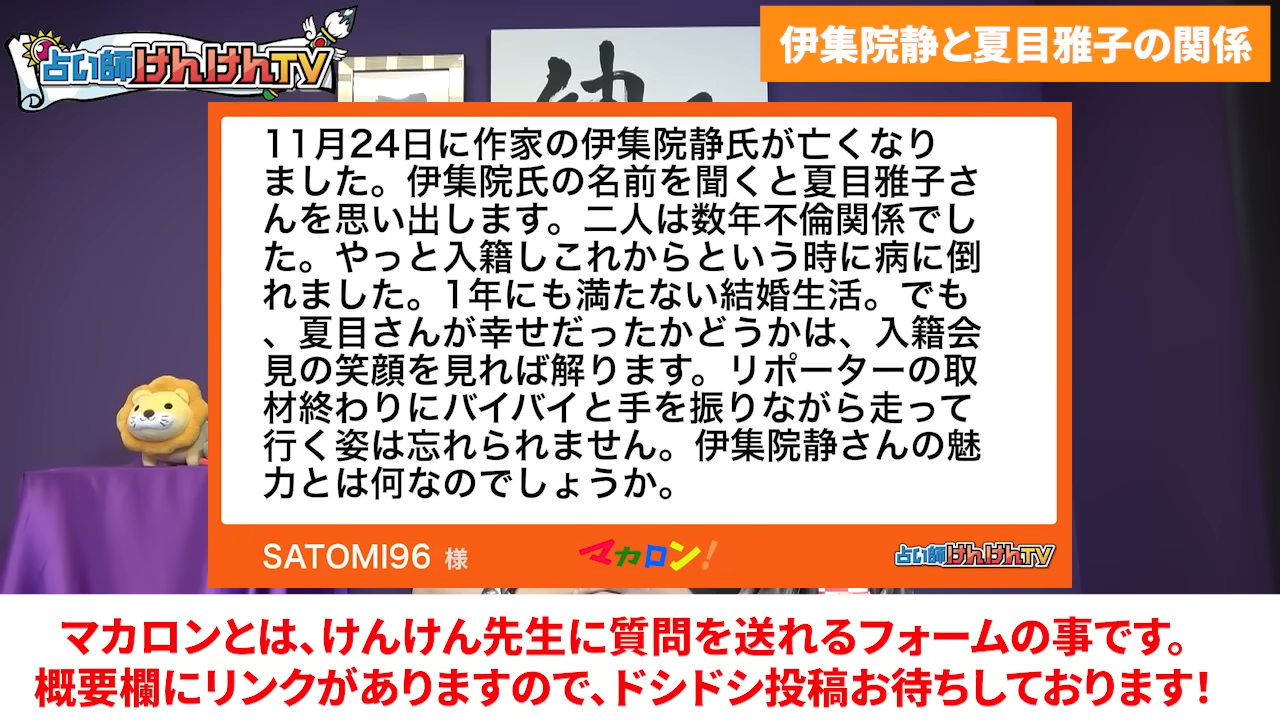 占い師けんけんTV
伊集院静と夏目雅子の関係
11月24日に作家の伊集院静氏が亡くなり
ました。伊集院氏の名前を聞くと夏目雅子さ
んを思い出します。二人は数年不倫関係でし
た。やっと入籍しこれからという時に病に倒
れました。1年にも満たない結婚生活。でも
、夏目さんが幸せだったかどうかは、入籍会
見の笑顔を見れば解ります。リポーターの取
材終わりにバイバイと手を振りながら走って
行く姿は忘れられません。伊集院静さんの魅
力とは何なのでしょうか。
SATOMI96 様
マカロン!
占い師けんけんTV
マカロンとは、けんけん先生に質問を送れるフォームの事です。
概要欄にリンクがありますので、ドシドシ投稿お待ちしております!